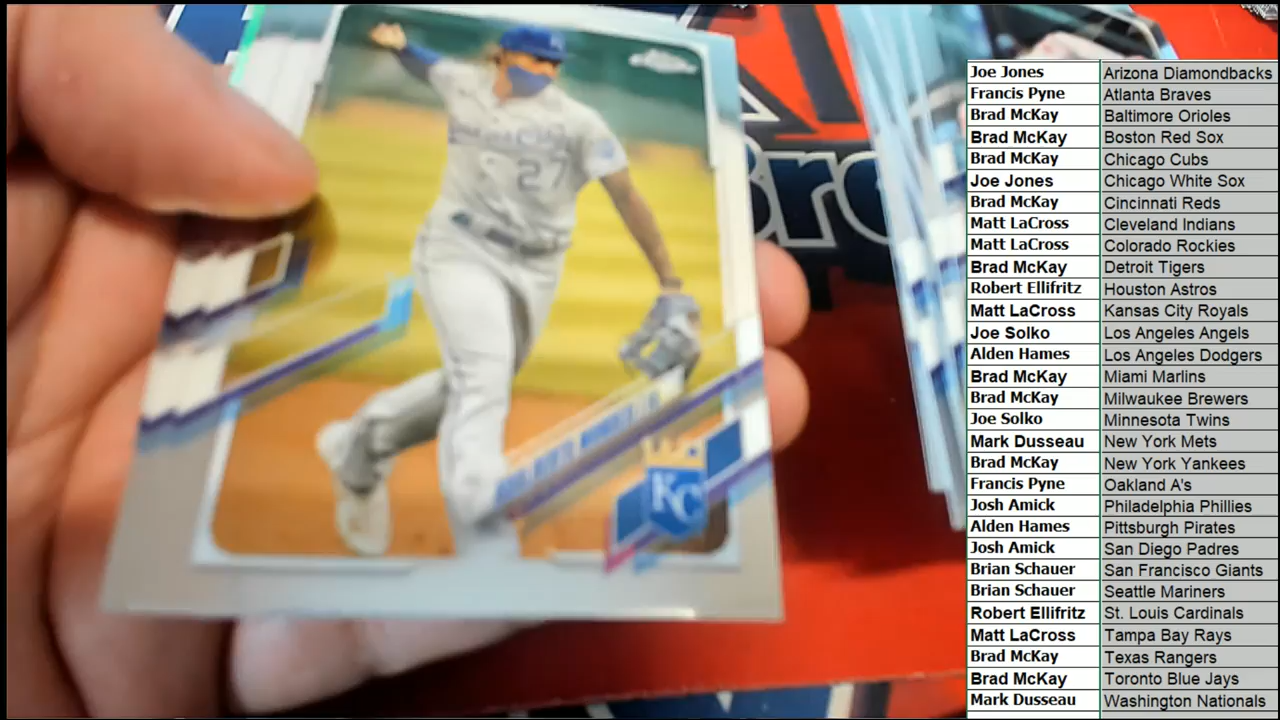 27
KC
Bro
Joe Jones Arizona Diamondbacks
Francis Pyne Atlanta Braves
Brad McKay Baltimore Orioles
Brad McKay Boston Red Sox
Brad McKay Chicago Cubs
Joe Jones Chicago White Sox
Brad McKay Cincinnati Reds
Matt LaCross Cleveland Indians
Matt LaCross Colorado Rockies
Brad McKay Detroit Tigers
Robert Ellifritz Houston Astros
Matt LaCross Kansas City Royals
Joe Solko Los Angeles Angels
Alden Hames Los Angeles Dodgers
Brad McKay Miami Marlins
Brad McKay Milwaukee Brewers
Joe Solko Minnesota Twins
Mark Dusseau New York Mets
Brad McKay New York Yankees
Francis Pyne Oakland A's
Josh Amick Philadelphia Phillies
Alden Hames Pittsburgh Pirates
Josh Amick San Diego Padres
Brian Schauer San Francisco Giants
Brian Schauer Seattle Mariners
Robert Ellifritz St. Louis Cardinals
Matt LaCross Tampa Bay Rays
Brad McKay Texas Rangers
Brad McKay Toronto Blue Jays
Mark Dusseau Washington Nationals